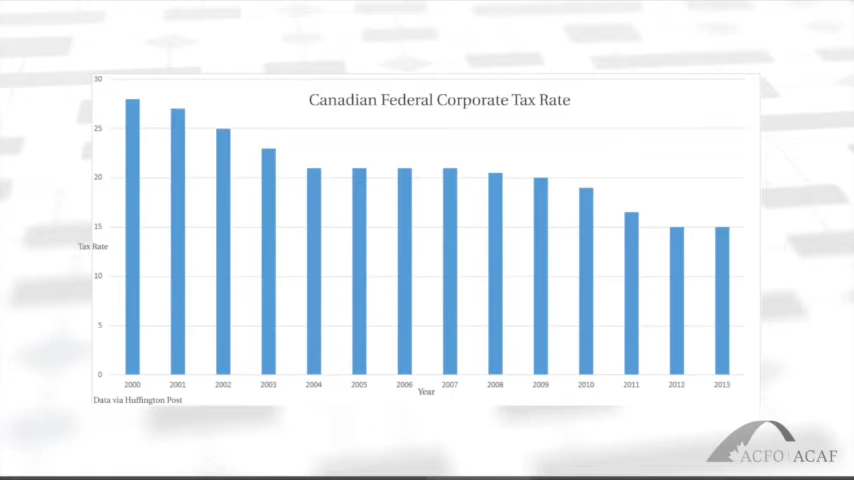 30
Canadian Federal Corporate Tax Rate
25
20
15
Tax Rate
10
5
0
2000 2001 2002 2003 2004 2005 2006 2007 2008 2009 2010 2011 2012 2013
Year
Data via Huffington Post
ACFO | ACAF